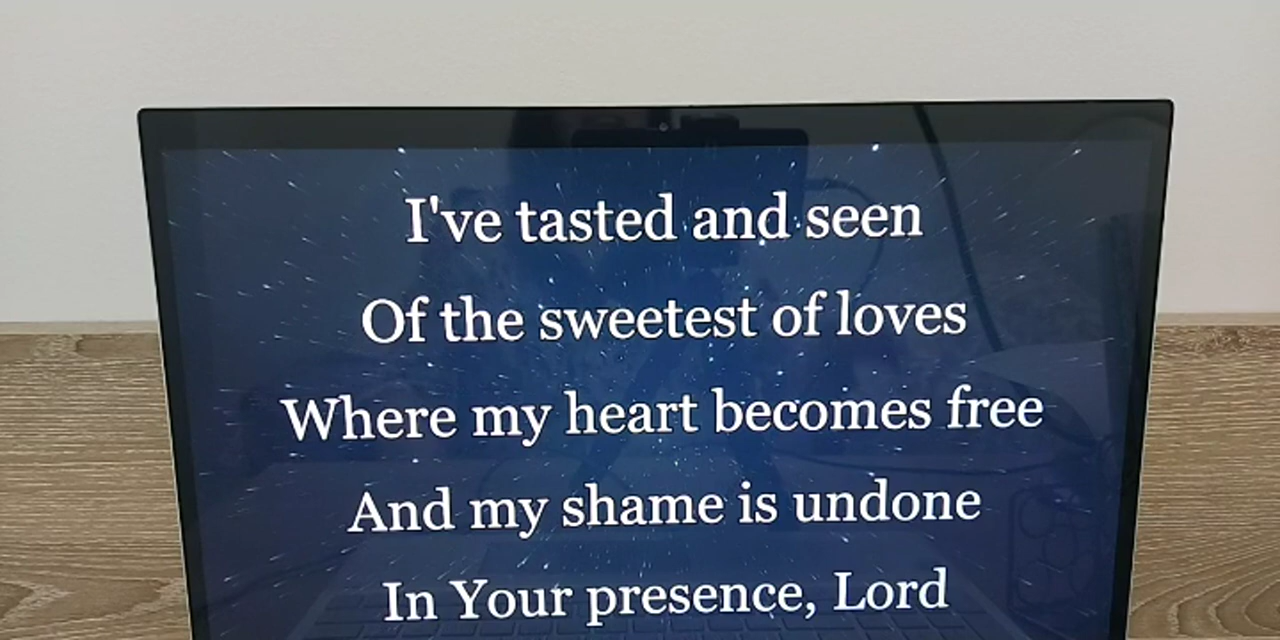 I've tasted and seen
Of the sweetest of loves
Where my heart becomes free
And my shame is undone
In Your presence, Lord